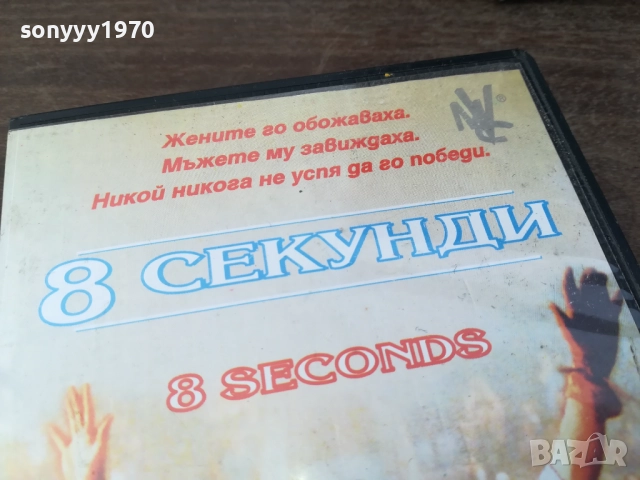 sonyyy1970
Жените го обожаваха.
Мъжете му завиждаха.
Никой никога не успя да го победи.
8 СЕКУНДИ
8 SECONDS
BAZAR
bg